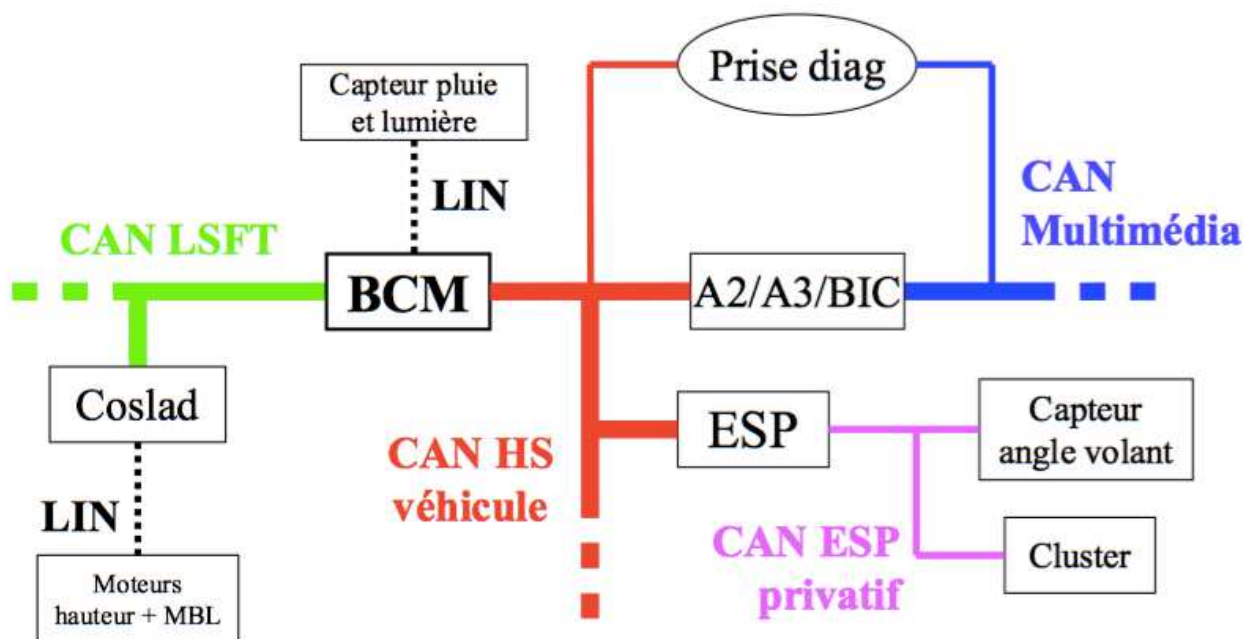 Prise diag
Capteur pluie
et lumière
LIN
CAN
Multimédia
CAN LSFT
BCM
A2/A3/BIC
Coslad
ESP
Capteur
angle volant
CAN HS
véhicule
LIN
CAN ESP
privatif
Cluster
Moteurs
hauteur + MBL